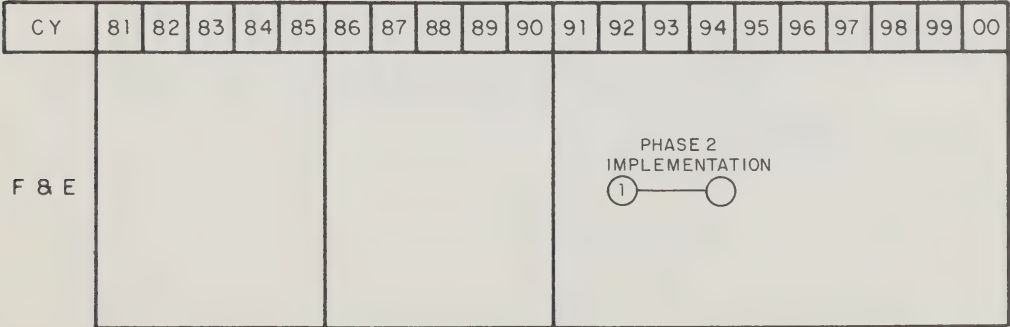 CY 81 82 83 84 85 86 87 88 89 90 91 92 93 94 95 96 97 98 99 00
PHASE 2
IMPLEMENTATION
F & E
1